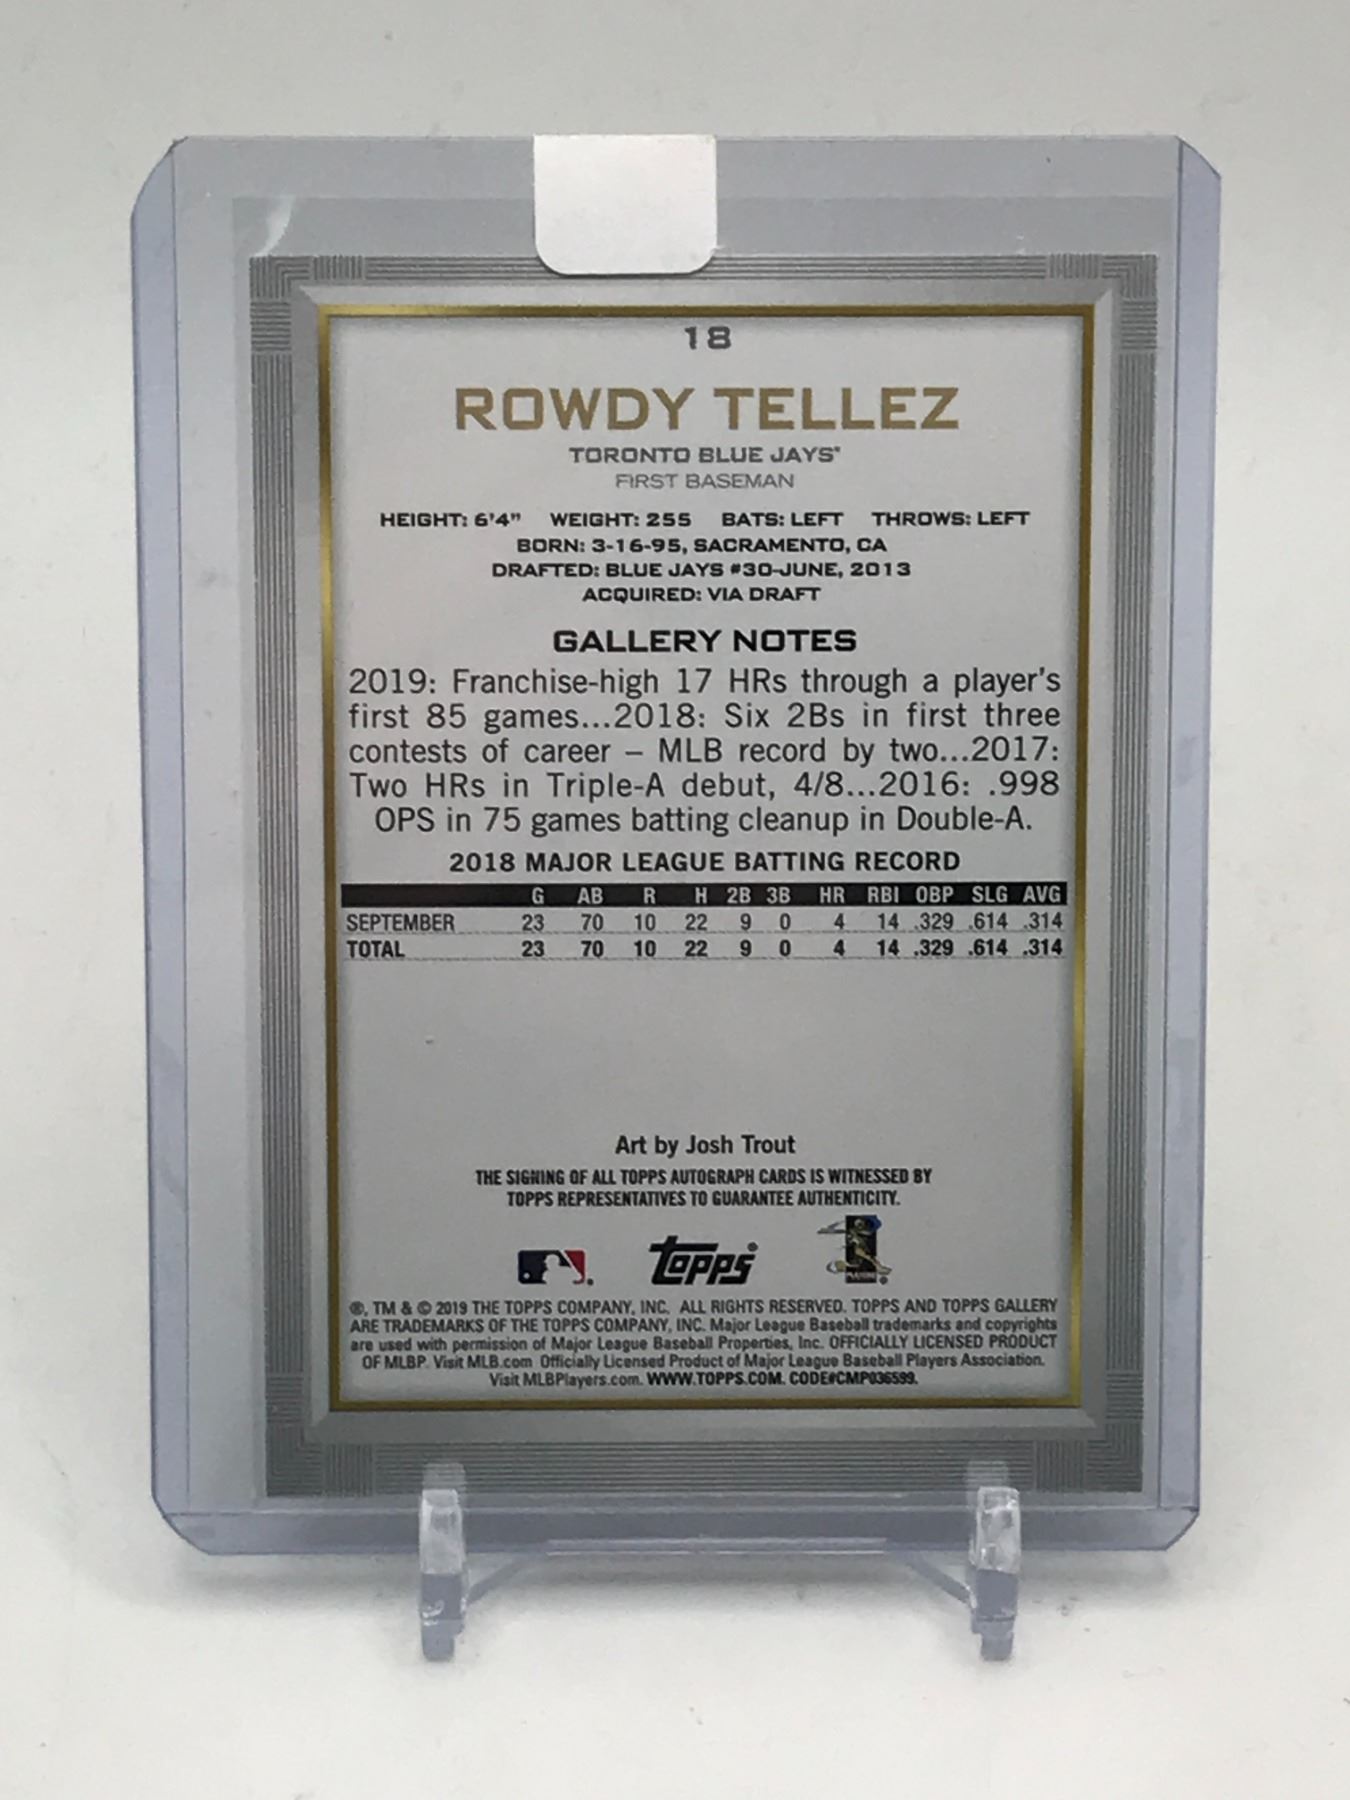 18
ROWDY TELLEZ
TORONTO BLUE JAYS®
FIRST BASEMAN
HEIGHT: 6'4" WEIGHT: 255 BATS: LEFT THROWS: LEFT
BORN: 3-16-95, SACRAMENTO, CA
DRAFTED: BLUE JAYS #30-JUNE, 2013
ACQUIRED: VIA DRAFT
GALLERY NOTES
2019: Franchise-high 17 HRs through a player's
first 85 games...2018: Six 2Bs in first three
contests of career – MLB record by two...2017:
Two HRs in Triple-A debut, 4/8...2016: .998
OPS in 75 games batting cleanup in Double-A.
2018 MAJOR LEAGUE BATTING RECORD
G AB R H 2B 3B HR RBI OBP SLG AVG
SEPTEMBER 23 70 10 22 9 0 4 14 .329 .614 .314
TOTAL 23 70 10 22 9 0 4 14 .329 .614 .314
Art by Josh Trout
THE SIGNING OF ALL TOPPS AUTOGRAPH CARDS IS WITNESSED BY
TOPPS REPRESENTATIVES TO GUARANTEE AUTHENTICITY.
topps®
PLAYERS
®, TM & © 2019 THE TOPPS COMPANY, INC. ALL RIGHTS RESERVED. TOPPS AND TOPPS GALLERY
ARE TRADEMARKS OF THE TOPPS COMPANY, INC. Major League Baseball trademarks and copyrights
are used with permission of Major League Baseball Properties, Inc. OFFICIALLY LICENSED PRODUCT
OF MLBP. Visit MLB.com Officially Licensed Product of Major League Baseball Players Association.
Visit MLBPlayers.com. WWW.TOPPS.COM. CODE#CMP036599.